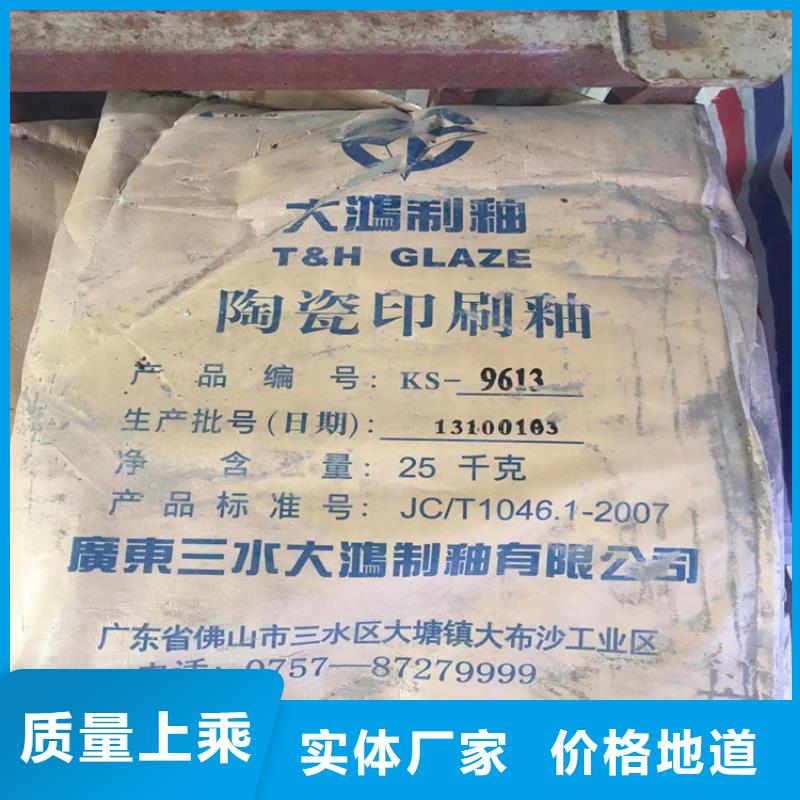 OPEN
大鴻制釉
T&H GLAZE
陶瓷印刷釉
产品编号: KS-9613
生产批号(日期): 13100103
净含量: 25 千克
产品标准号: JC/T1046.1-2007
廣東三水大鴻制釉有限公司
广东省佛山市三水区大塘镇大布沙工业区
电话: 0757—87279999
质量上乘
实体厂家 价格地道